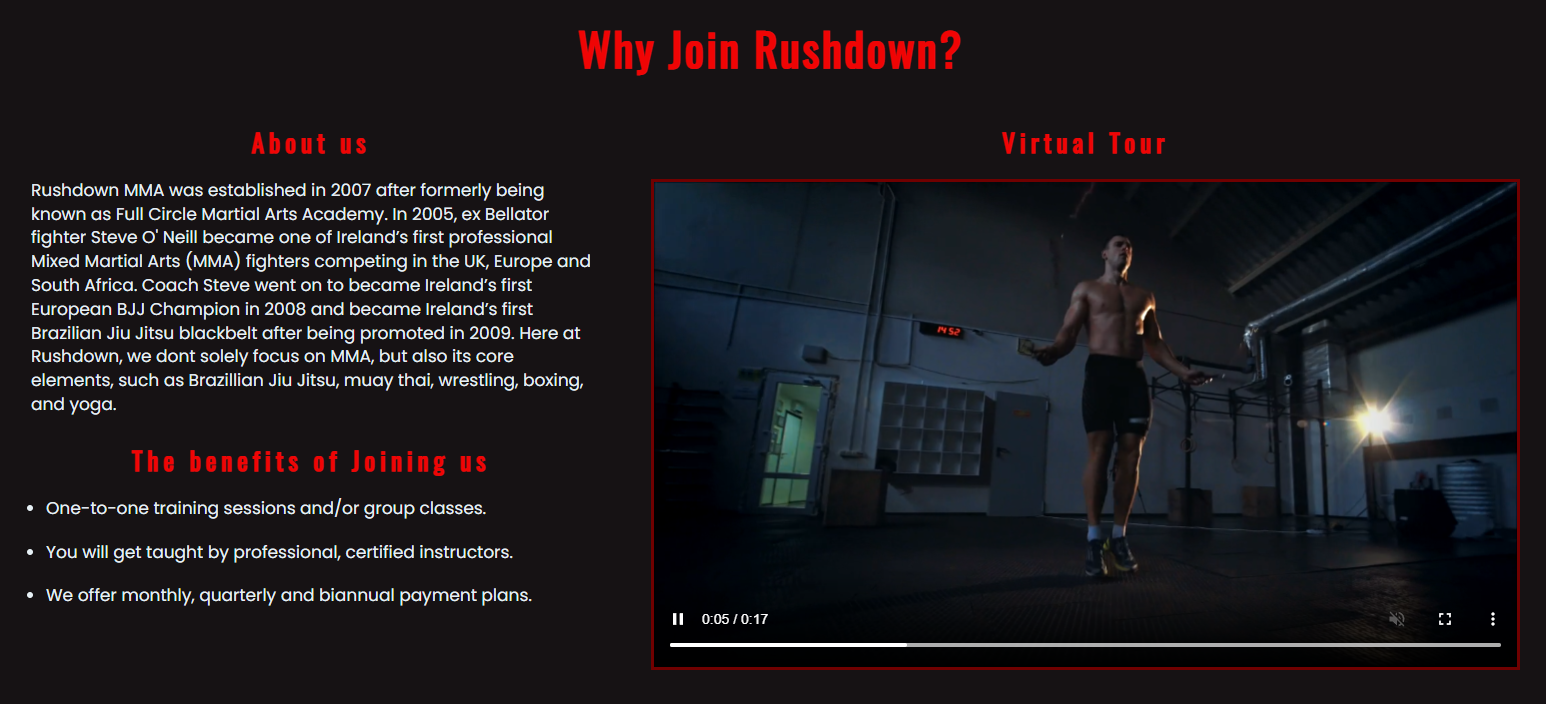 Why Join Rushdown?
About us
Rushdown MMA was established in 2007 after formerly being
known as Full Circle Martial Arts Academy. In 2005, ex Bellator
fighter Steve O' Neill became one of Ireland’s first professional
Mixed Martial Arts (MMA) fighters competing in the UK, Europe and
South Africa. Coach Steve went on to became Ireland’s first
European BJJ Champion in 2008 and became Ireland’s first
Brazilian Jiu Jitsu blackbelt after being promoted in 2009. Here at
Rushdown, we dont solely focus on MMA, but also its core
elements, such as Brazillian Jiu Jitsu, muay thai, wrestling, boxing,
and yoga.
The benefits of Joining us
One-to-one training sessions and/or group classes.
You will get taught by professional, certified instructors.
We offer monthly, quarterly and biannual payment plans.
Virtual Tour
14:52
0:05 / 0:17